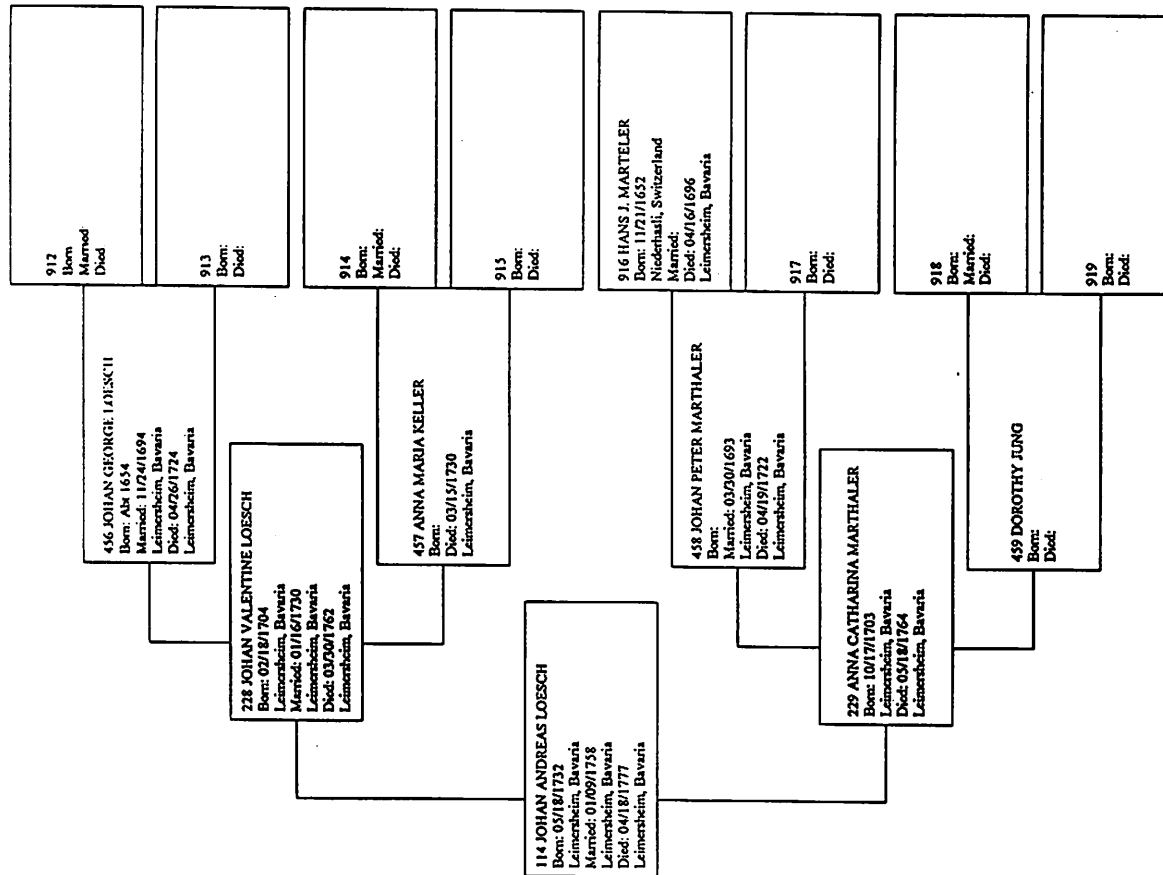 912
Born
Married:
Died
913
Born:
Died:
914
Born:
Married:
Died:
915
Born:
Died:
916 HANS J. MARTELER
Born: 11/21/1652
Niederhasli, Switzerland
Married:
Died: 04/16/1696
Leimersheim, Bavaria
917
Born:
Died:
918
Born:
Married:
Died:
919
Born:
Died:
456 JOHAN GEORGE LOESCH
Born: Abt 1654
Married: 11/24/1694
Leimersheim, Bavaria
Died: 04/26/1724
Leimersheim, Bavaria
457 ANNA MARIA KELLER
Born:
Died: 03/15/1730
Leimersheim, Bavaria
458 JOHAN PETER MARTHALER
Born:
Married: 03/30/1693
Leimersheim, Bavaria
Died: 04/19/1722
Leimersheim, Bavaria
459 DOROTHY JUNG
Born:
Died:
228 JOHAN VALENTINE LOESCH
Born: 02/18/1704
Leimersheim, Bavaria
Married: 01/16/1730
Leimersheim, Bavaria
Died: 03/30/1762
Leimersheim, Bavaria
229 ANNA CATHARINA MARTHALER
Born: 10/17/1703
Leimersheim, Bavaria
Died: 05/18/1764
Leimersheim, Bavaria
114 JOHAN ANDREAS LOESCH
Born: 05/18/1732
Leimersheim, Bavaria
Married: 01/09/1758
Leimersheim, Bavaria
Died: 04/18/1777
Leimersheim, Bavaria